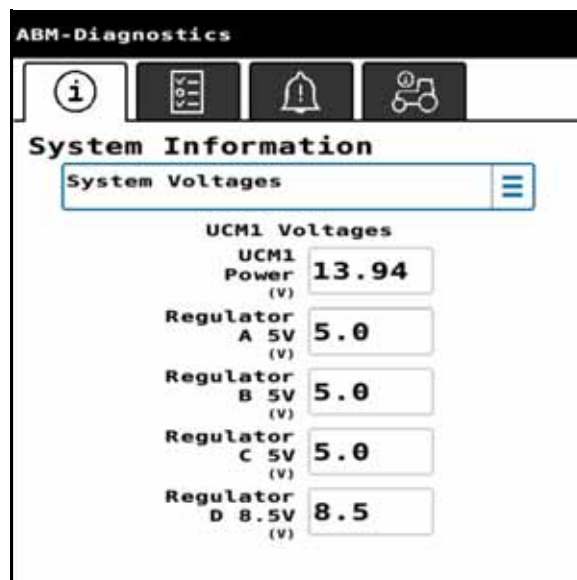 ABM-Diagnostics
System Information
System Voltages
UCM1 Voltages
UCM1
Power 13.94
(V)
Regulator
A 5V 5.0
(V)
Regulator
B 5V 5.0
(V)
Regulator
C 5V 5.0
(V)
Regulator
D 8.5V 8.5
(V)